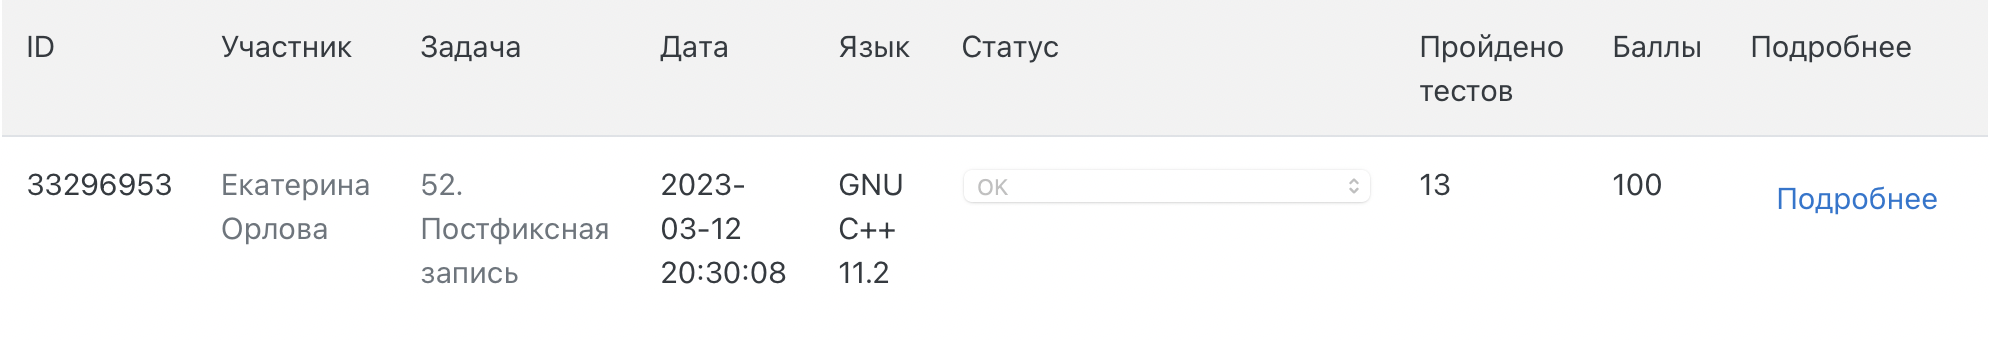 ID Участник Задача Дата Язык Статус Пройдено тестов Баллы Подробнее
33296953 Екатерина Орлова 52. Постфиксная запись 2023-03-12 20:30:08 GNU C++ 11.2 OK 13 100 Подробнее